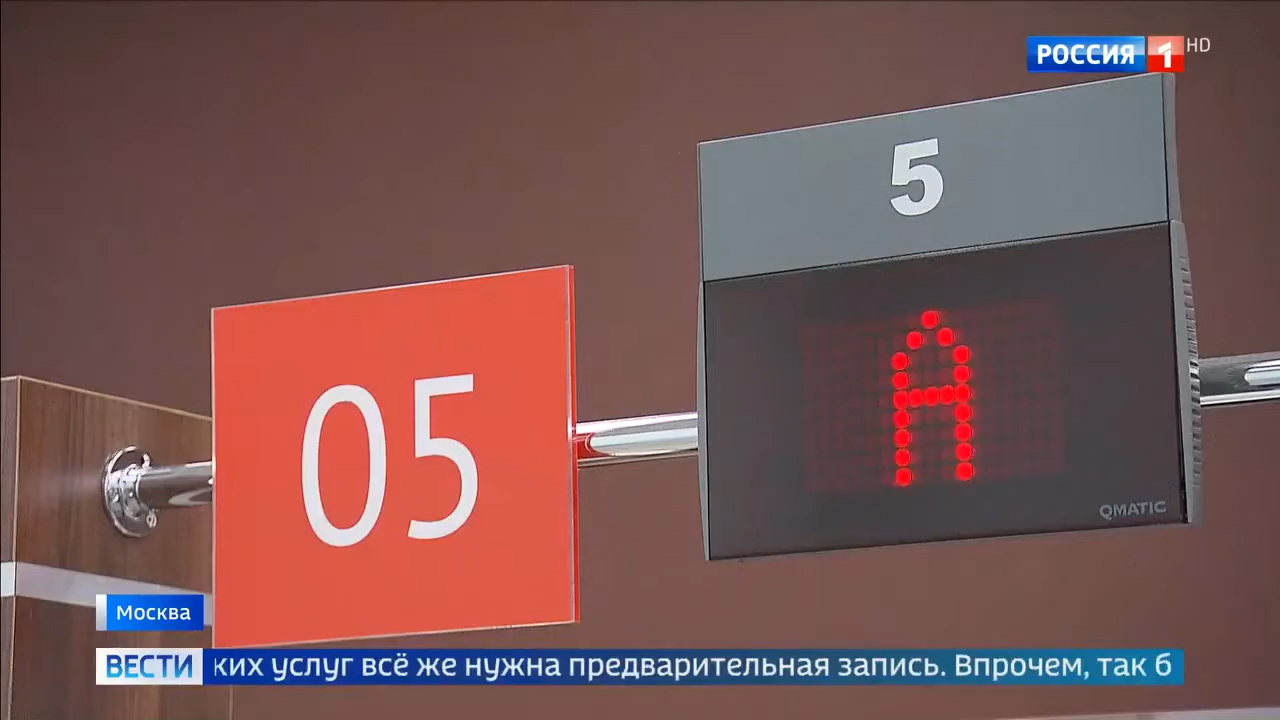 РОССИЯ 1 HD
5
A
QMATIC
05
Москва
ВЕСТИ ких услуг всё же нужна предварительная запись. Впрочем, так б